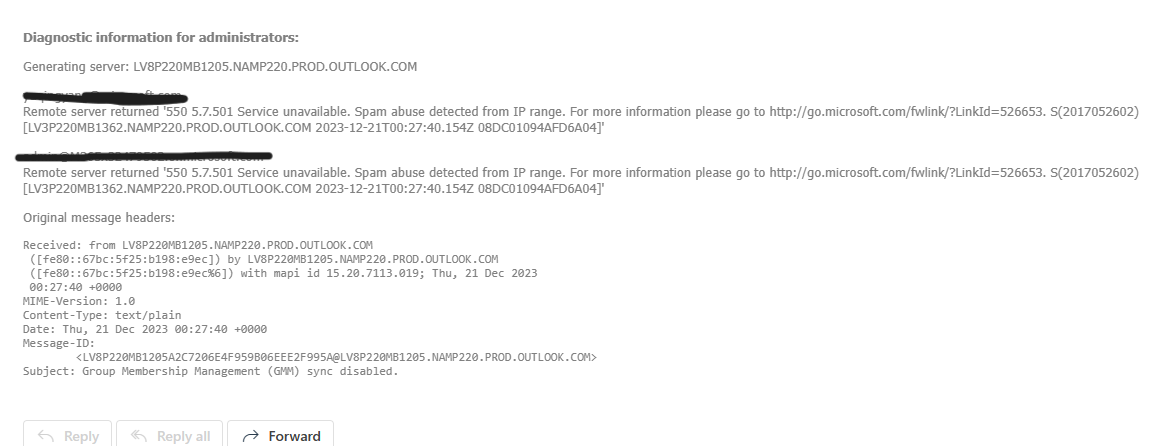 Diagnostic information for administrators:
Generating server: LV8P220MB1205.NAMP220.PROD.OUTLOOK.COM
Remote server returned '550 5.7.501 Service unavailable. Spam abuse detected from IP range. For more information please go to http://go.microsoft.com/fwlink/?LinkId=526653. S(2017052602)
[LV3P220MB1362.NAMP220.PROD.OUTLOOK.COM 2023-12-21T00:27:40.154Z 08DC01094AFD6A04]'
Remote server returned '550 5.7.501 Service unavailable. Spam abuse detected from IP range. For more information please go to http://go.microsoft.com/fwlink/?LinkId=526653. S(2017052602)
[LV3P220MB1362.NAMP220.PROD.OUTLOOK.COM 2023-12-21T00:27:40.154Z 08DC01094AFD6A04]'
Original message headers:
Received: from LV8P220MB1205.NAMP220.PROD.OUTLOOK.COM
([fe80::67bc:5f25:b198:e9ec]) by LV8P220MB1205.NAMP220.PROD.OUTLOOK.COM
([fe80::67bc:5f25:b198:e9ec%6]) with mapi id 15.20.7113.019; Thu, 21 Dec 2023
00:27:40 +0000
MIME-Version: 1.0
Content-Type: text/plain
Date: Thu, 21 Dec 2023 00:27:40 +0000
Message-ID:
<LV8P220MB1205A2C7206E4F959B06EEE2F995A@LV8P220MB1205.NAMP220.PROD.OUTLOOK.COM>
Subject: Group Membership Management (GMM) sync disabled.
Reply
Reply all
Forward